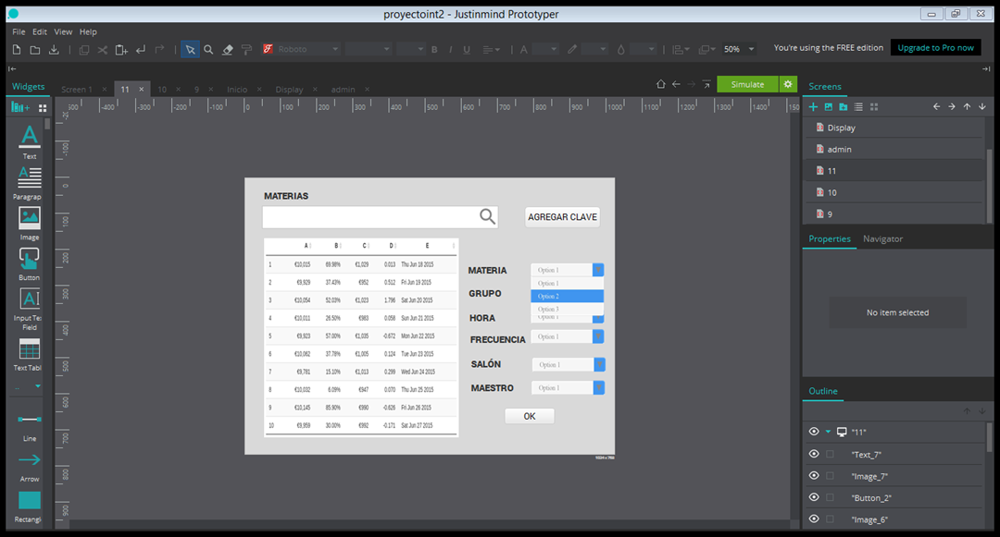 proyectoint2 - Justinmind Prototyper
File Edit View Help
Roboto
B I U
A
50%
You're using the FREE edition
Upgrade to Pro now
Widgets
Screen 1 × 11 × 10 × 9 × Inicio × Display × admin ×
Simulate
Screens
-400 -300 -200 -100 0 100 200 300 400 500 600 700 800 900 1000 1100 1200 1300 1400
-100
0
100
200
300
400
500
600
700
800
900
Text
Paragrap
Image
Button
Input Te
Field
Text Tabl
Line
Arrow
Rectangl
MATERIAS
AGREGAR CLAVE
A B C D E
1 €10,015 89.98% €1,029 0.013 Thu Jun 18 2015
2 €9,929 37.43% €952 0.512 Fri Jun 19 2015
3 €10,054 52.03% €1,023 1.796 Sat Jun 20 2015
4 €10,011 26.50% €983 0.058 Sun Jun 21 2015
5 €9,923 57.00% €1,035 -0.672 Mon Jun 22 2015
6 €10,062 37.78% €1,005 0.124 Tue Jun 23 2015
7 €9,781 15.10% €1,013 0.299 Wed Jun 24 2015
8 €10,032 6.09% €947 0.070 Thu Jun 25 2015
9 €10,145 85.90% €990 -0.626 Fri Jun 26 2015
10 €9,959 30.00% €992 -0.171 Sat Jun 27 2015
MATERIA Option 1
Option 1
GRUPO Option 2
Option 3
HORA Option 1
FRECUENCIA Option 1
SALÓN Option 1
MAESTRO Option 1
OK
Display
admin
11
10
9
Properties Navigator
No item selected
Outline
"11"
"Text_7"
"Image_7"
"Button_2"
"Image_6"